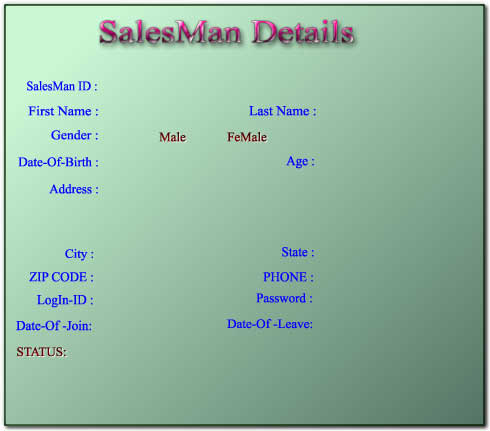 SalesMan Details
SalesMan ID :
First Name : Last Name :
Gender : Male FeMale
Date-Of-Birth : Age :
Address :
City : State :
ZIP CODE : PHONE :
LogIn-ID : Password :
Date-Of -Join: Date-Of -Leave:
STATUS: